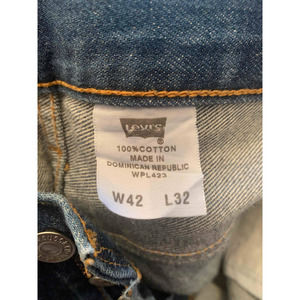 Levi's
®
100%COTTON
MADE IN
DOMINICAN REPUBLIC
WPL423
W42 L32